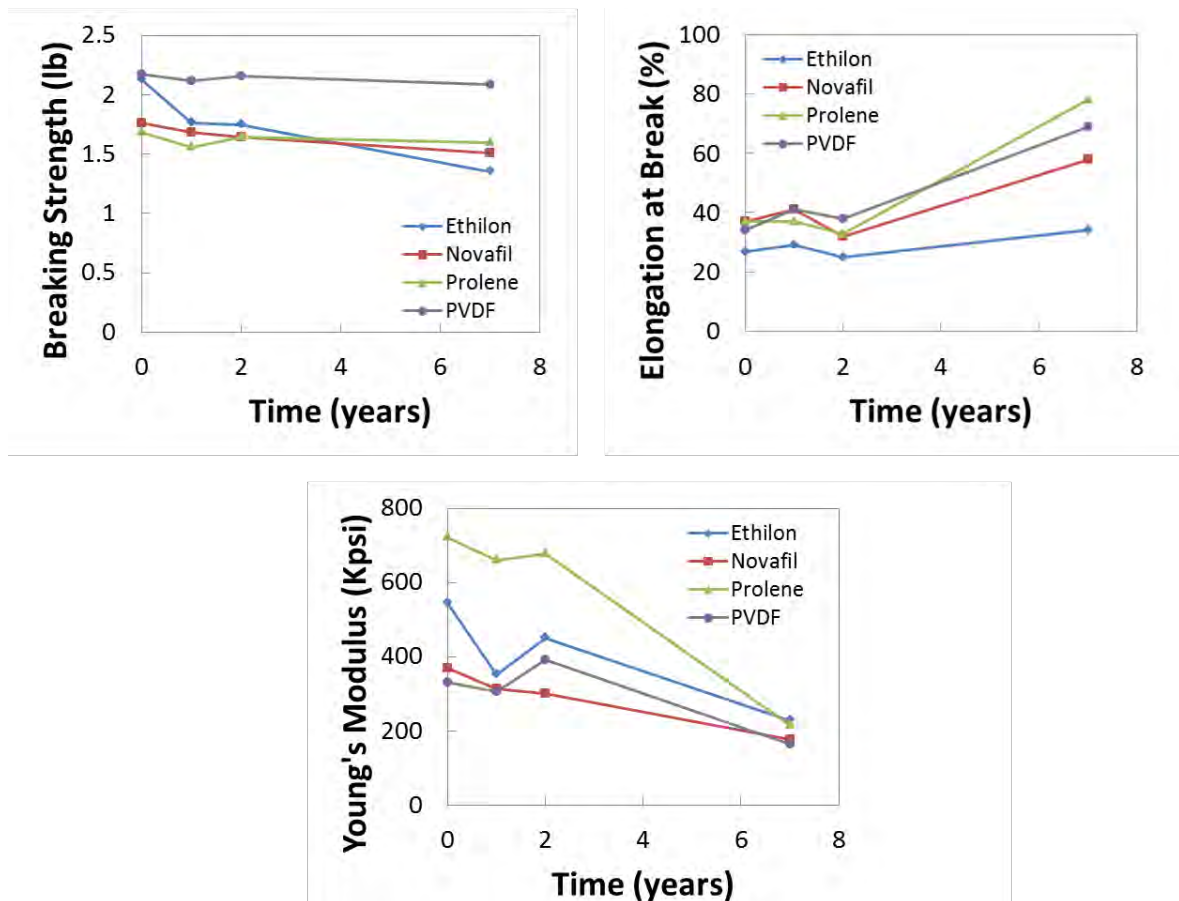 Breaking Strength (lb)
2.5
2
1.5
1
0.5
0
Ethilon
Novafil
Prolene
PVDF
0 2 4 6 8
Time (years)
Elongation at Break (%)
100
80
60
40
20
0
Ethilon
Novafil
Prolene
PVDF
0 2 4 6 8
Time (years)
Young's Modulus (Kpsi)
800
600
400
200
0
Ethilon
Novafil
Prolene
PVDF
0 2 4 6 8
Time (years)